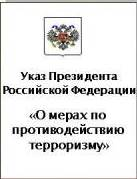 Указ Президента
Российской Федерации
«О мерах по
противодействию
терроризму»